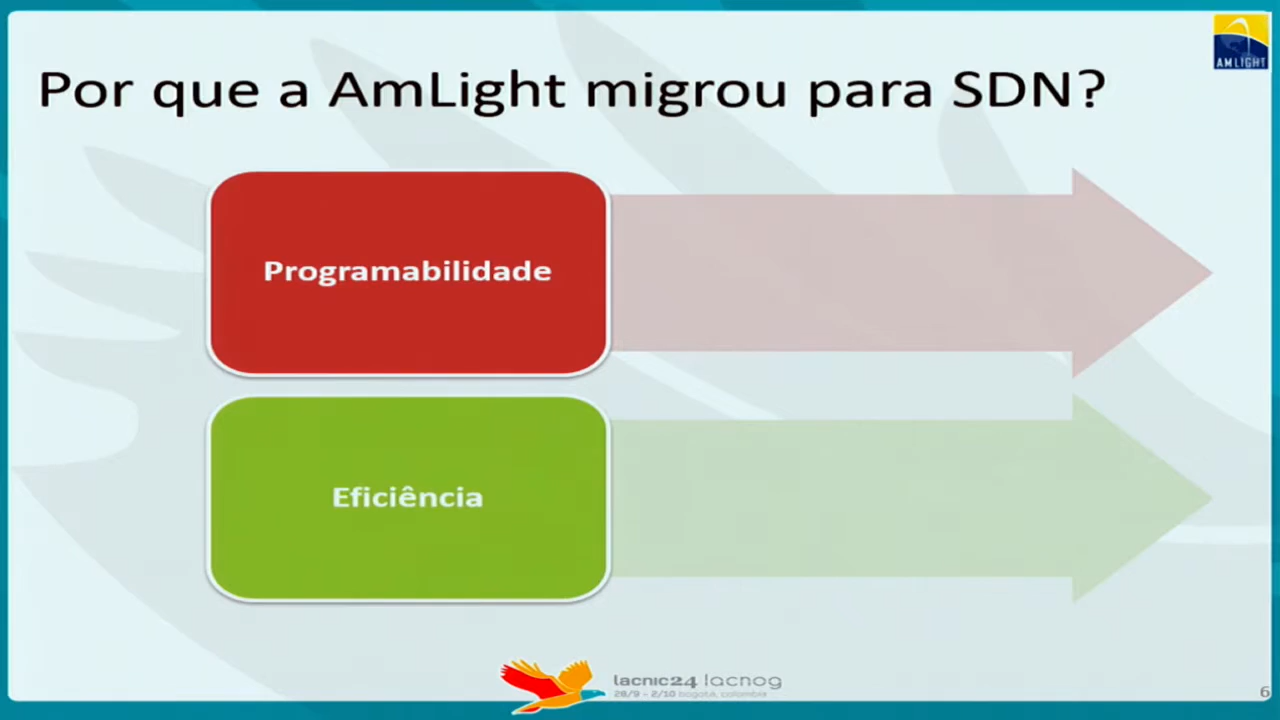 AMLIGHT
Por que a AmLight migrou para SDN?
Programabilidade
Eficiência
lacnic24 lacnog
28/9 - 2/10 bogotá, colombia
6